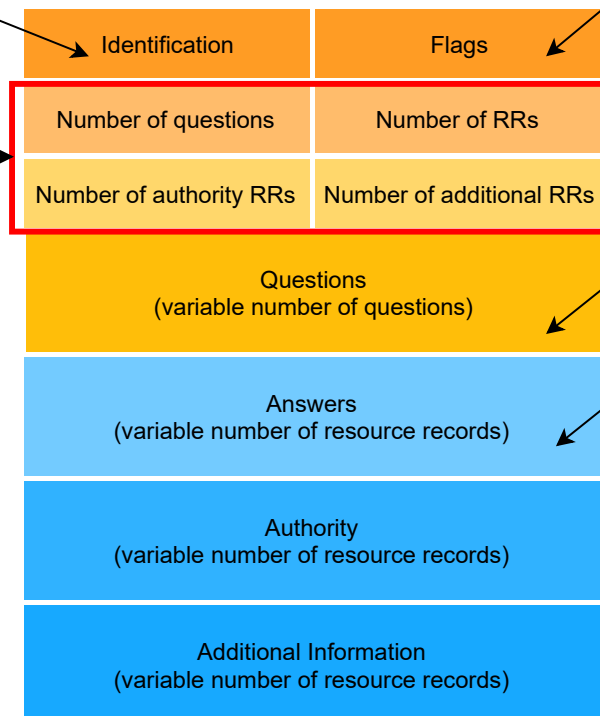 Identification
Flags
Number of questions
Number of RRs
Number of authority RRs
Number of additional RRs
Questions
(variable number of questions)
Answers
(variable number of resource records)
Authority
(variable number of resource records)
Additional Information
(variable number of resource records)